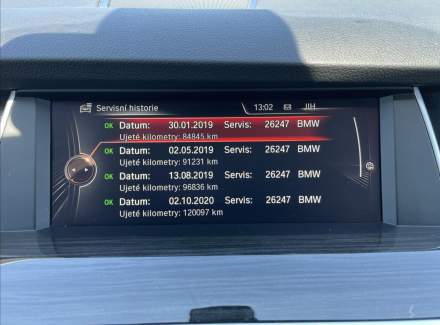 Servisní historie 13:02 JIH
OK Datum: 30.01.2019 Servis: 26247 BMW
Ujeté kilometry: 84845 km
OK Datum: 02.05.2019 Servis: 26247 BMW
Ujeté kilometry: 91231 km
OK Datum: 13.08.2019 Servis: 26247 BMW
Ujeté kilometry: 96836 km
OK Datum: 02.10.2020 Servis: 26247 BMW
Ujeté kilometry: 120097 km